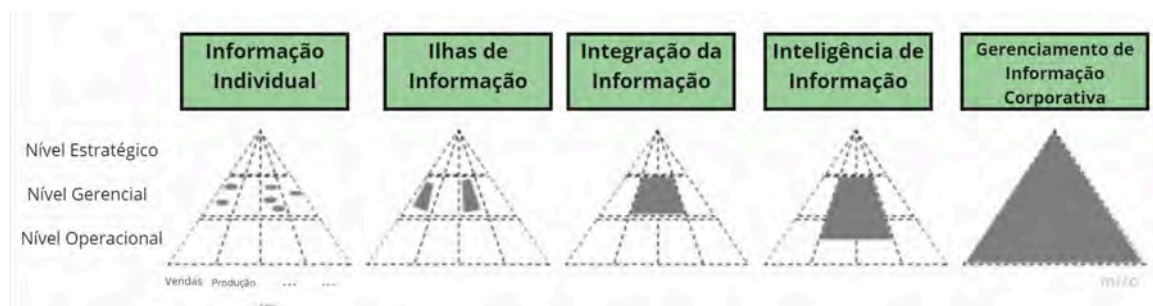 Informação
Individual
Ilhas de
Informação
Integração da
Informação
Inteligência de
Informação
Gerenciamento de
Informação
Corporativa
Nível Estratégico
Nível Gerencial
Nível Operacional
Vendas
Produção
...
...
miro